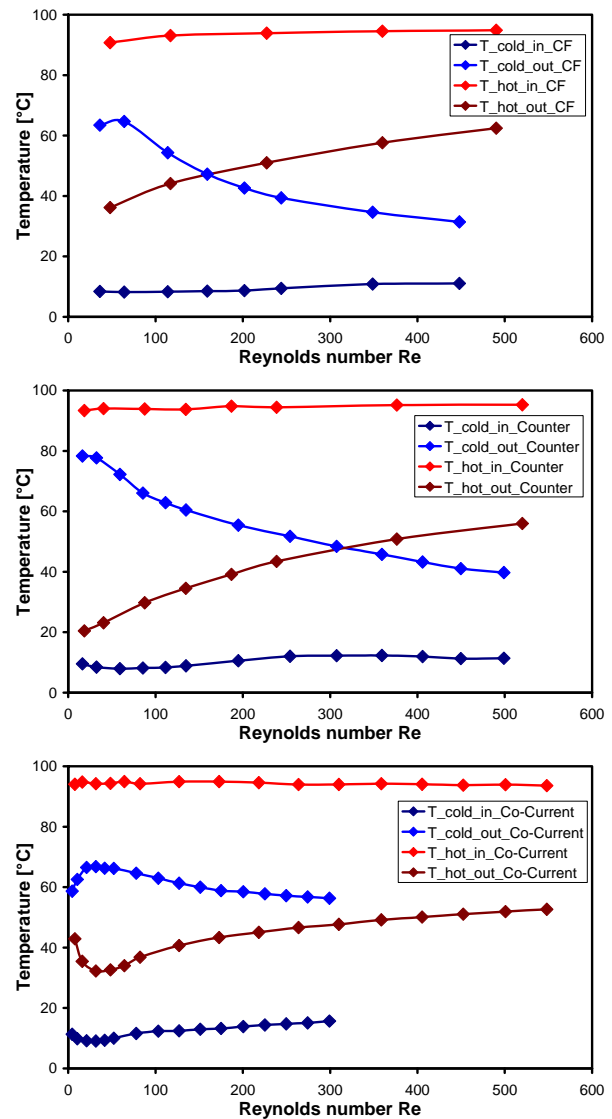 100
80
60
40
20
0
Temperature [°C]
T_cold_in_CF
T_cold_out_CF
T_hot_in_CF
T_hot_out_CF
0 100 200 300 400 500 600
Reynolds number Re
100
80
60
40
20
0
Temperature [°C]
T_cold_in_Counter
T_cold_out_Counter
T_hot_in_Counter
T_hot_out_Counter
0 100 200 300 400 500 600
Reynolds number Re
100
80
60
40
20
0
Temperature [°C]
T_cold_in_Co-Current
T_cold_out_Co-Current
T_hot_in_Co-Current
T_hot_out_Co-Current
0 100 200 300 400 500 600
Reynolds number Re